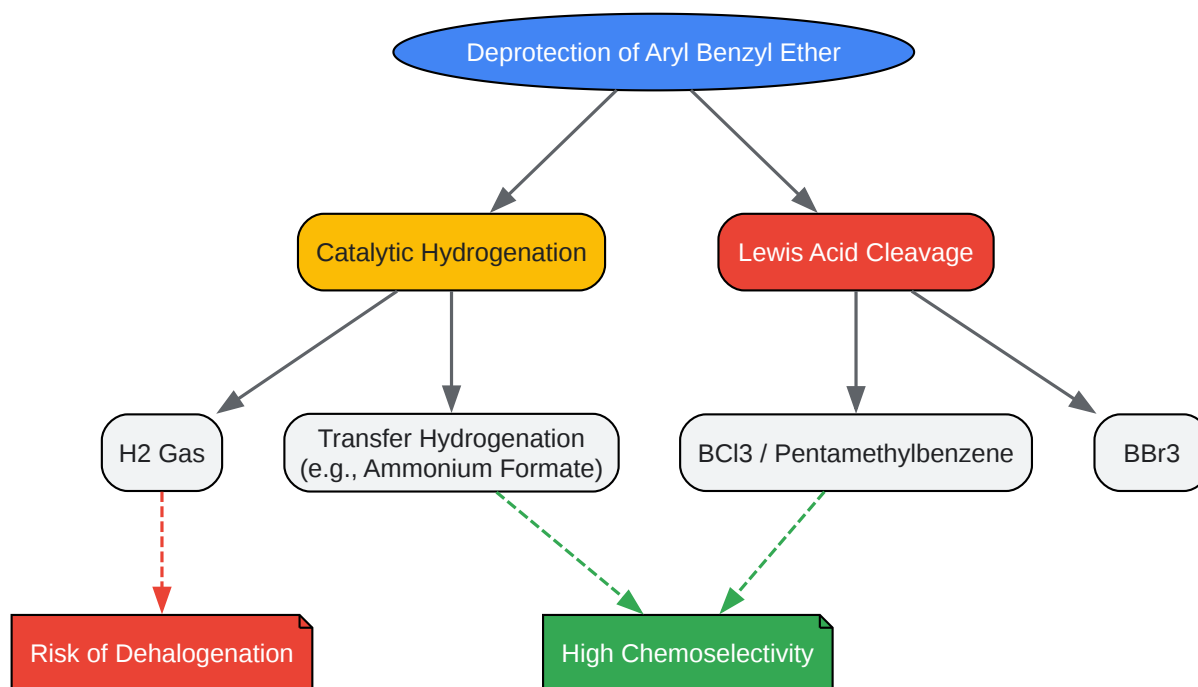 Deprotection of Aryl Benzyl Ether
Catalytic Hydrogenation
Lewis Acid Cleavage
H2 Gas
Transfer Hydrogenation
(e.g., Ammonium Formate)
BCl3 / Pentamethylbenzene
BBr3
Risk of Dehalogenation
High Chemoselectivity